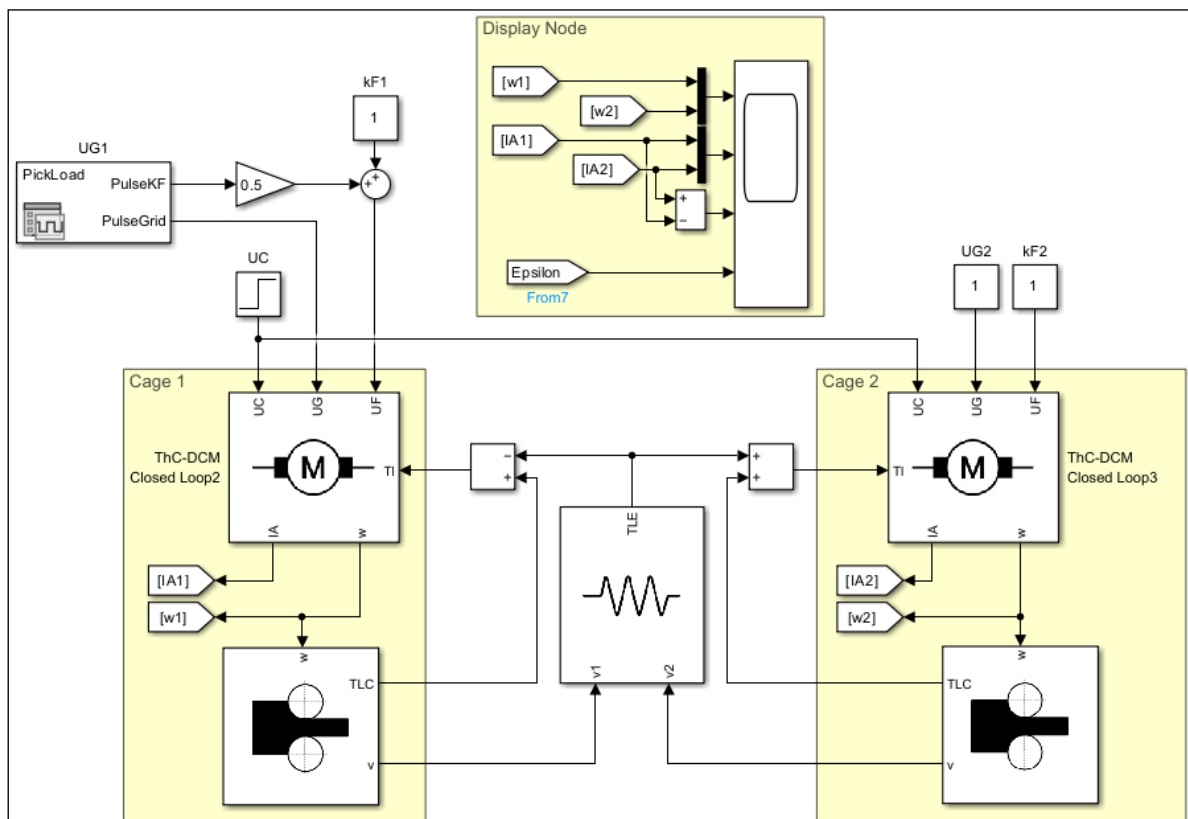 Display Node
[w1]
[w2]
[IA1]
[IA2]
+
−
Epsilon
From7
kF1
1
+
+
UG1
PickLoad
PulseKF
PulseGrid
0.5
UC
UG2
1
kF2
1
Cage 1
UC
UG
UF
M
TI
IA
w
ThC-DCM
Closed Loop2
[IA1]
[w1]
w
TLC
v
−
+
TLE
v1
v2
+
+
Cage 2
UC
UG
UF
M
TI
IA
w
ThC-DCM
Closed Loop3
[IA2]
[w2]
w
TLC
v